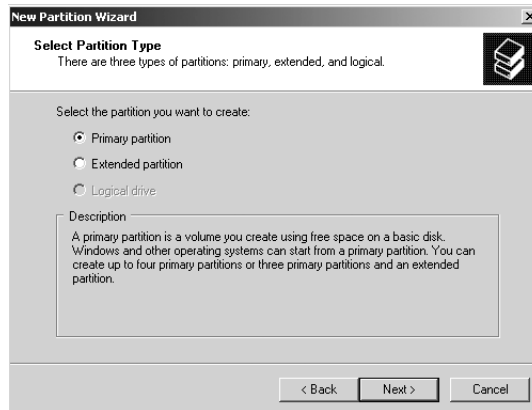 New Partition Wizard
Select Partition Type
There are three types of partitions: primary, extended, and logical.
Select the partition you want to create:
Primary partition
Extended partition
Logical drive
Description
A primary partition is a volume you create using free space on a basic disk.
Windows and other operating systems can start from a primary partition. You can
create up to four primary partitions or three primary partitions and an extended
partition.
< Back
Next >
Cancel